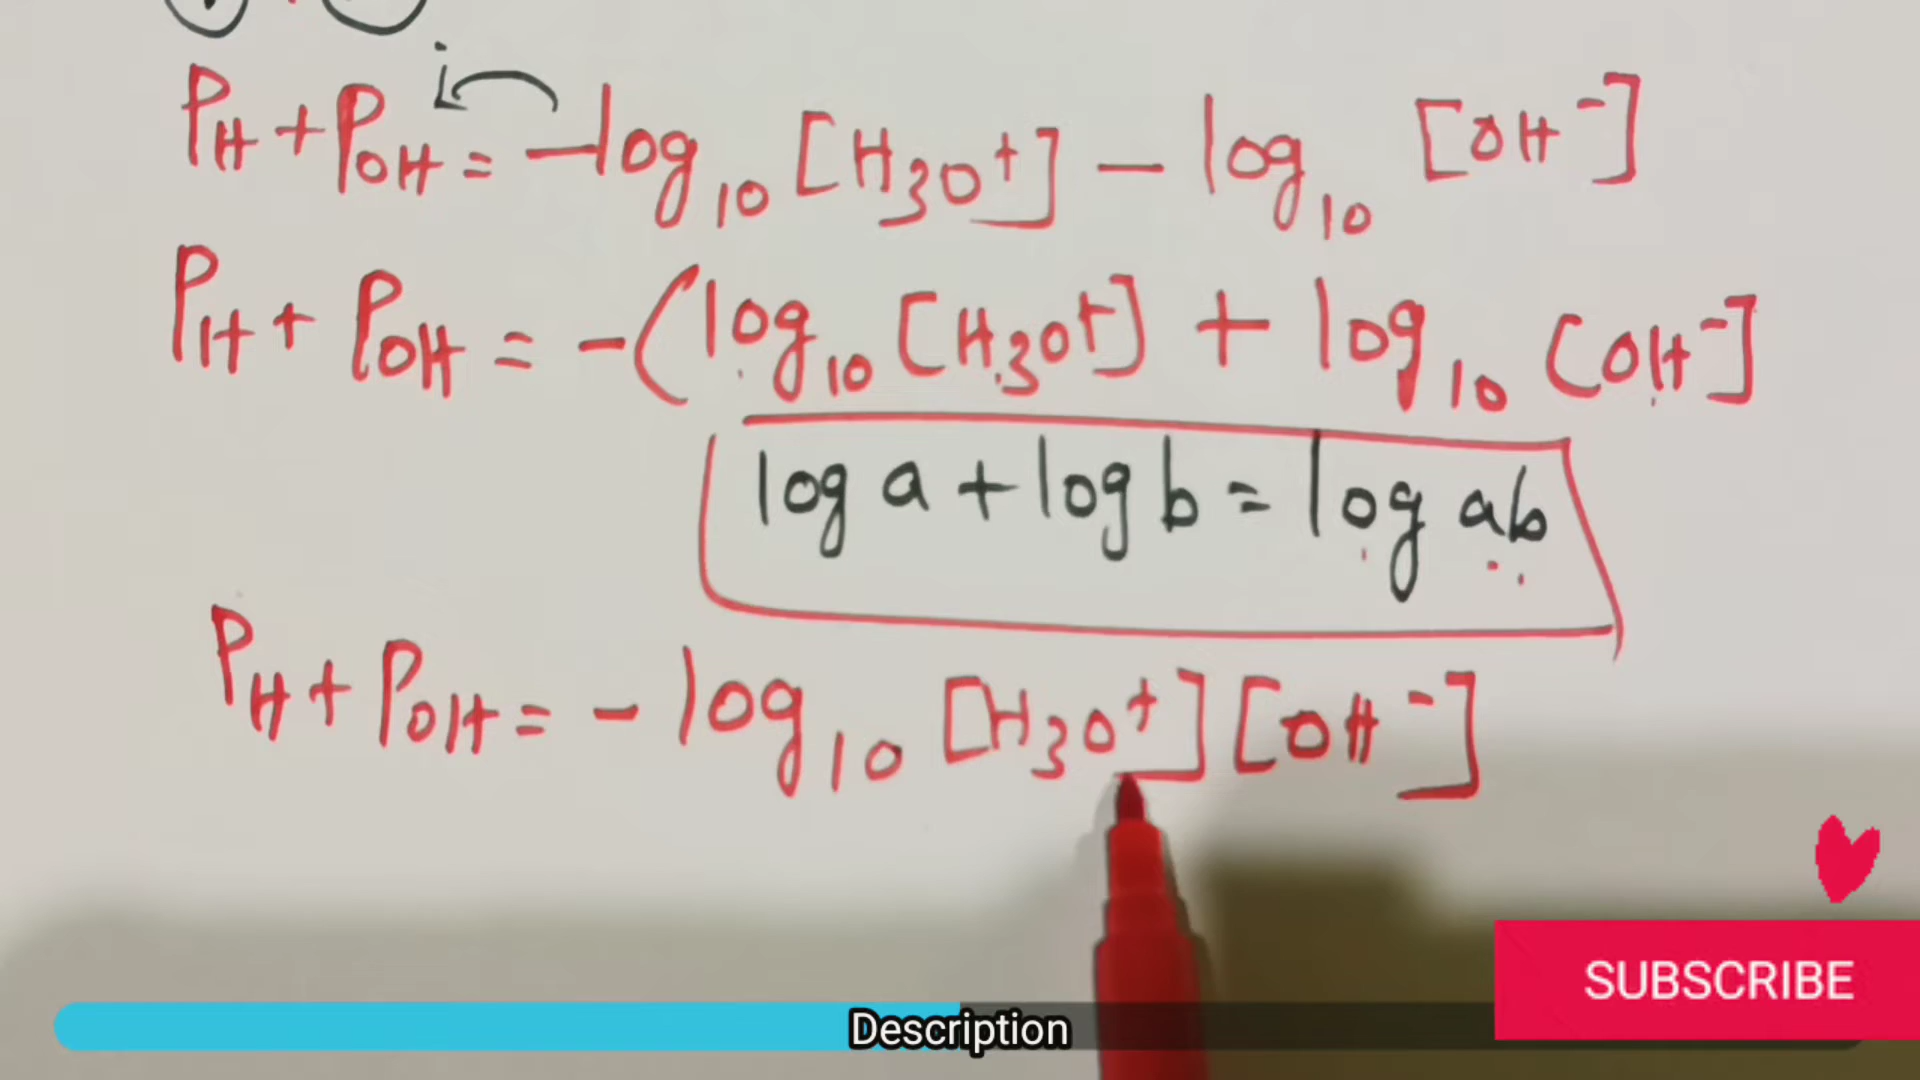 PH + POH = -log10 [H3O+] - log10 [OH-]
PH + POH = -(log10 [H3O+] + log10 [OH-]
log a + log b = log ab
PH + POH = - log10 [H3O+][OH-]
SUBSCRIBE
Description